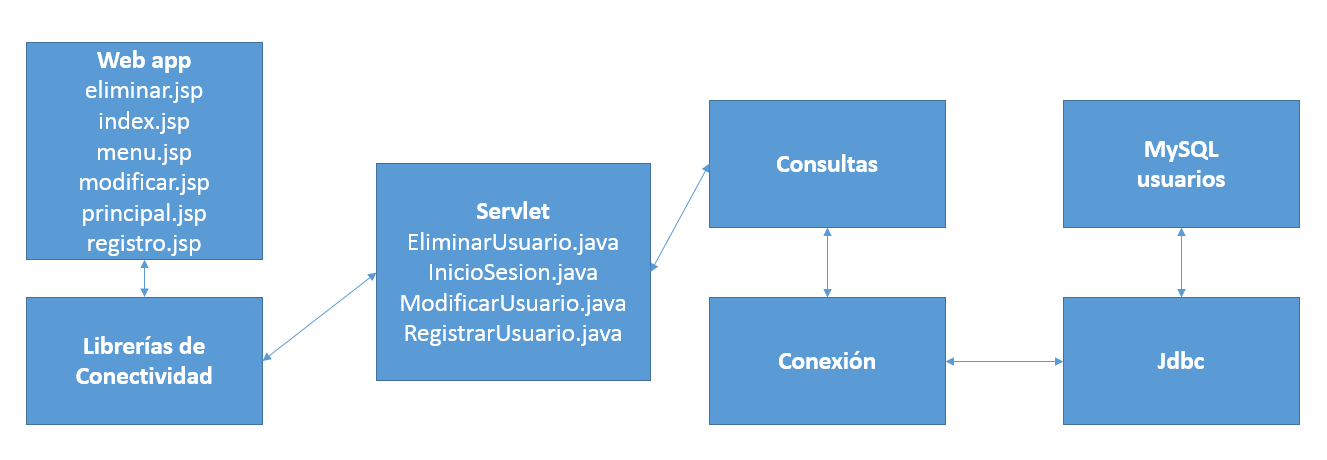 Web app
eliminar.jsp
index.jsp
menu.jsp
modificar.jsp
principal.jsp
registro.jsp
Librerías de
Conectividad
Servlet
EliminarUsuario.java
InicioSesion.java
ModificarUsuario.java
RegistrarUsuario.java
Consultas
Conexión
MySQL
usuarios
Jdbc